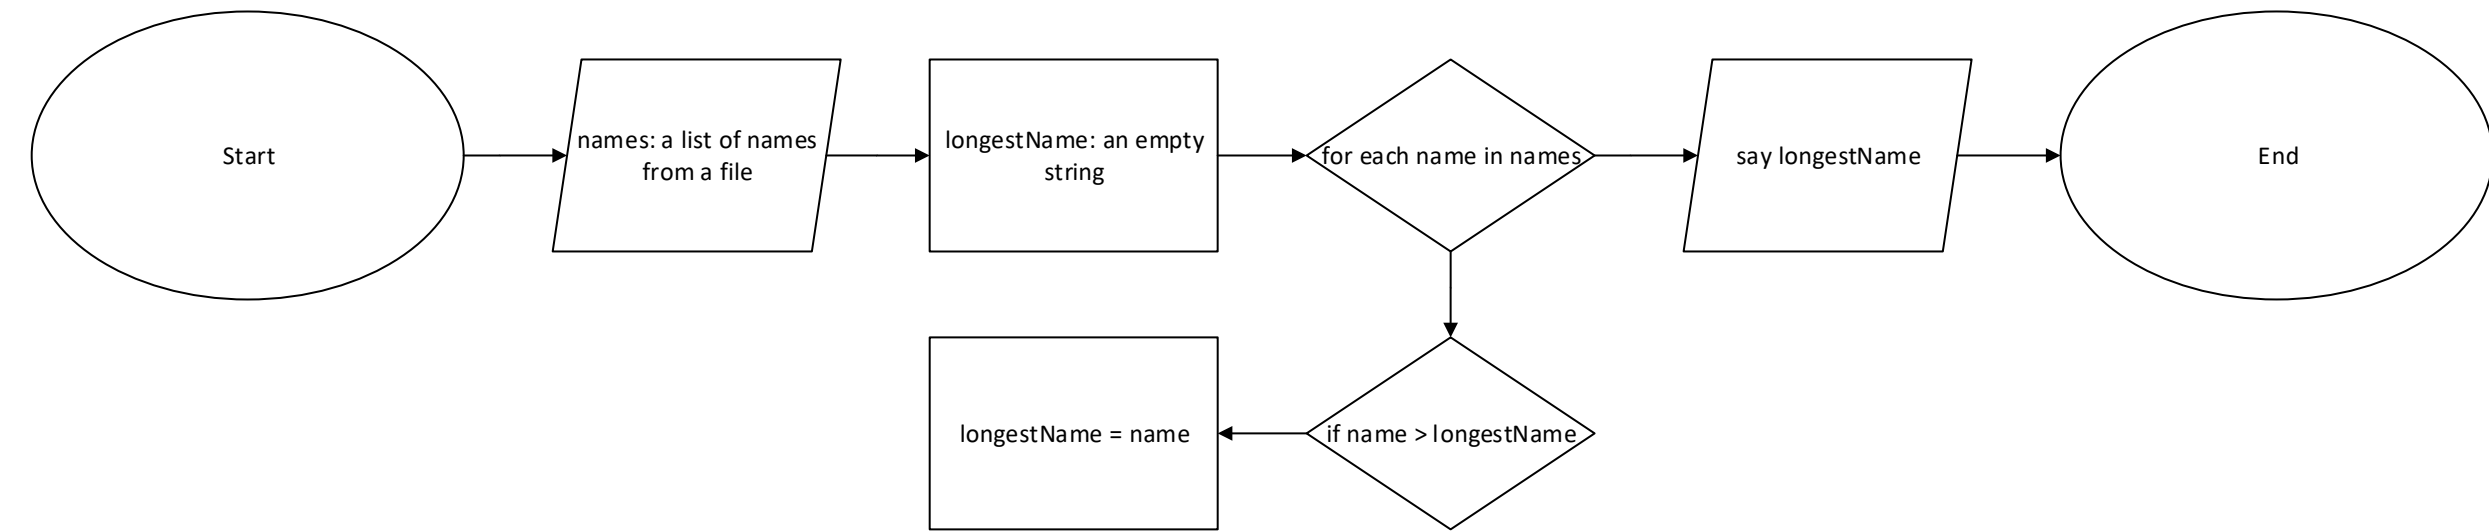 Start
names: a list of names
from a file
longestName: an empty
string
for each name in names
say longestName
End
longestName = name
if name > longestName